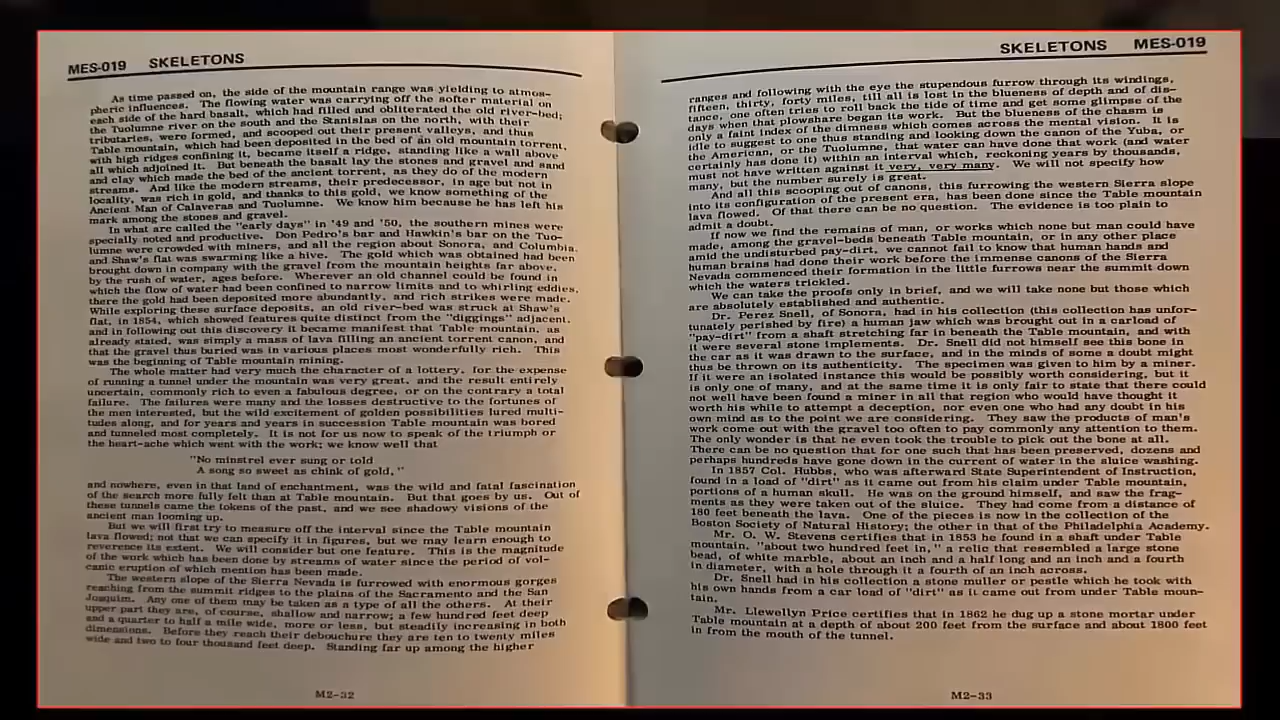 MES-019 SKELETONS
As time passed on, the side of the mountain range was yielding to atmos-
pheric influences. The flowing water was carrying off the softer material on
each side of the hard basalt, which had filled and obliterated the old river-bed;
the Tuolumne river on the south and the Stanislas on the north, with their
tributaries, were formed, and scooped out their present valleys, and thus
Table mountain, which had been deposited in the bed of an old mountain torrent,
with high ridges confining it, became itself a ridge, standing like a wall above
all which adjoined it. But beneath the basalt lay the stones and gravel and sand
and clay which made the bed of the ancient torrent, as they do of the modern
streams. And like the modern streams, their predecessor, in age but not in
locality, was rich in gold, and thanks to this gold, we know something of the
Ancient Man of Calaveras and Tuolumne. We know him because he has left his
mark among the stones and gravel.
In what are called the "early days" in '49 and '50, the southern mines were
specially noted and productive. Don Pedro's bar and Hawkin's bar on the Tuo-
lumne were crowded with miners, and all the region about Sonora, and Columbia,
and Shaw's flat was swarming like a hive. The gold which was obtained had been
brought down in company with the gravel from the mountain heights far above,
by the rush of water, ages before. Wherever an old channel could be found in
which the flow of water had been confined to narrow limits and to whirling eddies,
there the gold had been deposited more abundantly, and rich strikes were made.
While exploring these surface deposits, an old river-bed was struck at Shaw's
flat, in 1854, which showed features quite distinct from the "diggings" adjacent,
and in following out this discovery it became manifest that Table mountain, as
already stated, was simply a mass of lava filling an ancient torrent canon, and
that the gravel thus buried was in various places most wonderfully rich. This
was the beginning of Table mountain mining.
The whole matter had very much the character of a lottery, for the expense
of running a tunnel under the mountain was very great, and the result entirely
uncertain, commonly rich to even a fabulous degree, or on the contrary a total
failure. The failures were many and the losses destructive to the fortunes of
the men interested, but the wild excitement of golden possibilities lured multi-
tudes along, and for years and years in succession Table mountain was bored
and tunneled most completely. It is not for us now to speak of the triumph or
the heart-ache which went with the work; we know well that
"No minstrel ever sung or told
A song so sweet as chink of gold,"
and nowhere, even in that land of enchantment, was the wild and fatal fascination
of the search more fully felt than at Table mountain. But that goes by us. Out of
these tunnels came the tokens of the past, and we see shadowy visions of the
ancient man looming up.
But we will first try to measure off the interval since the Table mountain
lava flowed; not that we can specify it in figures, but we may learn enough to
reverence its extent. We will consider but one feature. This is the magnitude
of the work which has been done by streams of water since the period of vol-
canic eruption of which mention has been made.
The western slope of the Sierra Nevada is furrowed with enormous gorges
reaching from the summit ridges to the plains of the Sacramento and the San
Joaquim. Any one of them may be taken as a type of all the others. At their
upper part they are, of course, shallow and narrow; a few hundred feet deep
and a quarter to half a mile wide, more or less, but steadily increasing in both
dimensions. Before they reach their debouchure they are ten to twenty miles
wide and two to four thousand feet deep. Standing far up among the higher
M2-32
SKELETONS MES-019
ranges and following with the eye the stupendous furrow through its windings,
fifteen, thirty, forty miles, till all is lost in the blueness of depth and of dis-
tance, one often tries to roll back the tide of time and get some glimpse of the
days when that plowshare began its work. But the blueness of the chasm is
only a faint index of the dimness which comes across the mental vision. It is
idle to suggest to one thus standing and looking down the canon of the Yuba, or
the American, or the Tuolumne, that water can have done that work (and water
certainly has done it) within an interval which, reckoning years by thousands,
must not have written against it very, very many. We will not specify how
many, but the number surely is great.
And all this scooping out of canons, this furrowing the western Sierra slope
into its configuration of the present era, has been done since the Table mountain
lava flowed. Of that there can be no question. The evidence is too plain to
admit a doubt.
If now we find the remains of man, or works which none but man could have
made, among the gravel-beds beneath Table mountain, or in any other place
amid the undisturbed pay-dirt, we cannot fail to know that human hands and
human brains had done their work before the immense canons of the Sierra
Nevada commenced their formation in the little furrows near the summit down
which the waters trickled.
We can take the proofs only in brief, and we will take none but those which
are absolutely established and authentic.
Dr. Perez Snell, of Sonora, had in his collection (this collection has unfor-
tunately perished by fire) a human jaw which was brought out in a carload of
"pay-dirt" from a shaft stretching far in beneath the Table mountain, and with
it were several stone implements. Dr. Snell did not himself see this bone in
the car as it was drawn to the surface, and in the minds of some a doubt might
thus be thrown on its authenticity. The specimen was given to him by a miner.
If it were an isolated instance this would be possibly worth considering, but it
is only one of many, and at the same time it is only fair to state that there could
not well have been found a miner in all that region who would have thought it
worth his while to attempt a deception, nor even one who had any doubt in his
own mind as to the point we are considering. They saw the products of man's
work come out with the gravel too often to pay commonly any attention to them.
The only wonder is that he even took the trouble to pick out the bone at all.
There can be no question that for one such that has been preserved, dozens and
perhaps hundreds have gone down in the current of water in the sluice washing.
In 1857 Col. Hubbs, who was afterward State Superintendent of Instruction,
found in a load of "dirt" as it came out from his claim under Table mountain,
portions of a human skull. He was on the ground himself, and saw the frag-
ments as they were taken out of the sluice. They had come from a distance of
180 feet beneath the lava. One of the pieces is now in the collection of the
Boston Society of Natural History; the other in that of the Philadelphia Academy.
Mr. O. W. Stevens certifies that in 1853 he found in a shaft under Table
mountain, "about two hundred feet in," a relic that resembled a large stone
bead, of white marble, about an inch and a half long and an inch and a fourth
in diameter, with a hole through it a fourth of an inch across.
Dr. Snell had in his collection a stone muller or pestle which he took with
his own hands from a car load of "dirt" as it came out from under Table moun-
tain.
Mr. Llewellyn Price certifies that in 1862 he dug up a stone mortar under
Table mountain at a depth of about 200 feet from the surface and about 1800 feet
in from the mouth of the tunnel.
M2-33